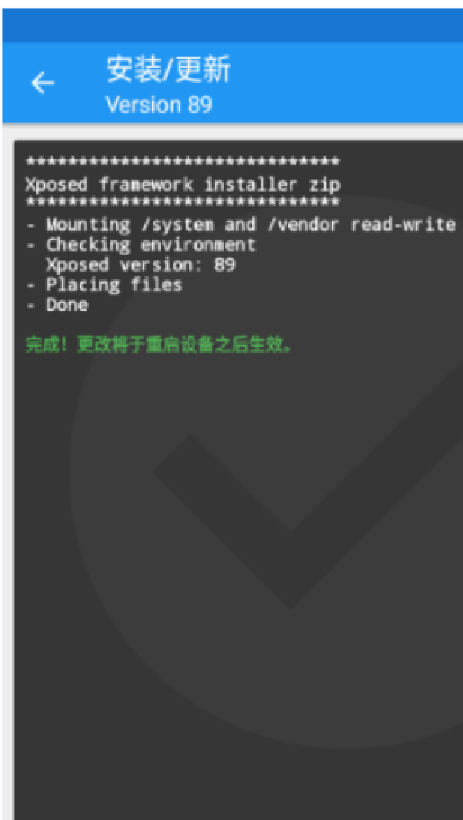 安装/更新
Version 89
******************************
Xposed framework installer zip
******************************
- Mounting /system and /vendor read-write
- Checking environment
  Xposed version: 89
- Placing files
- Done
完成！更改将于重启设备之后生效。